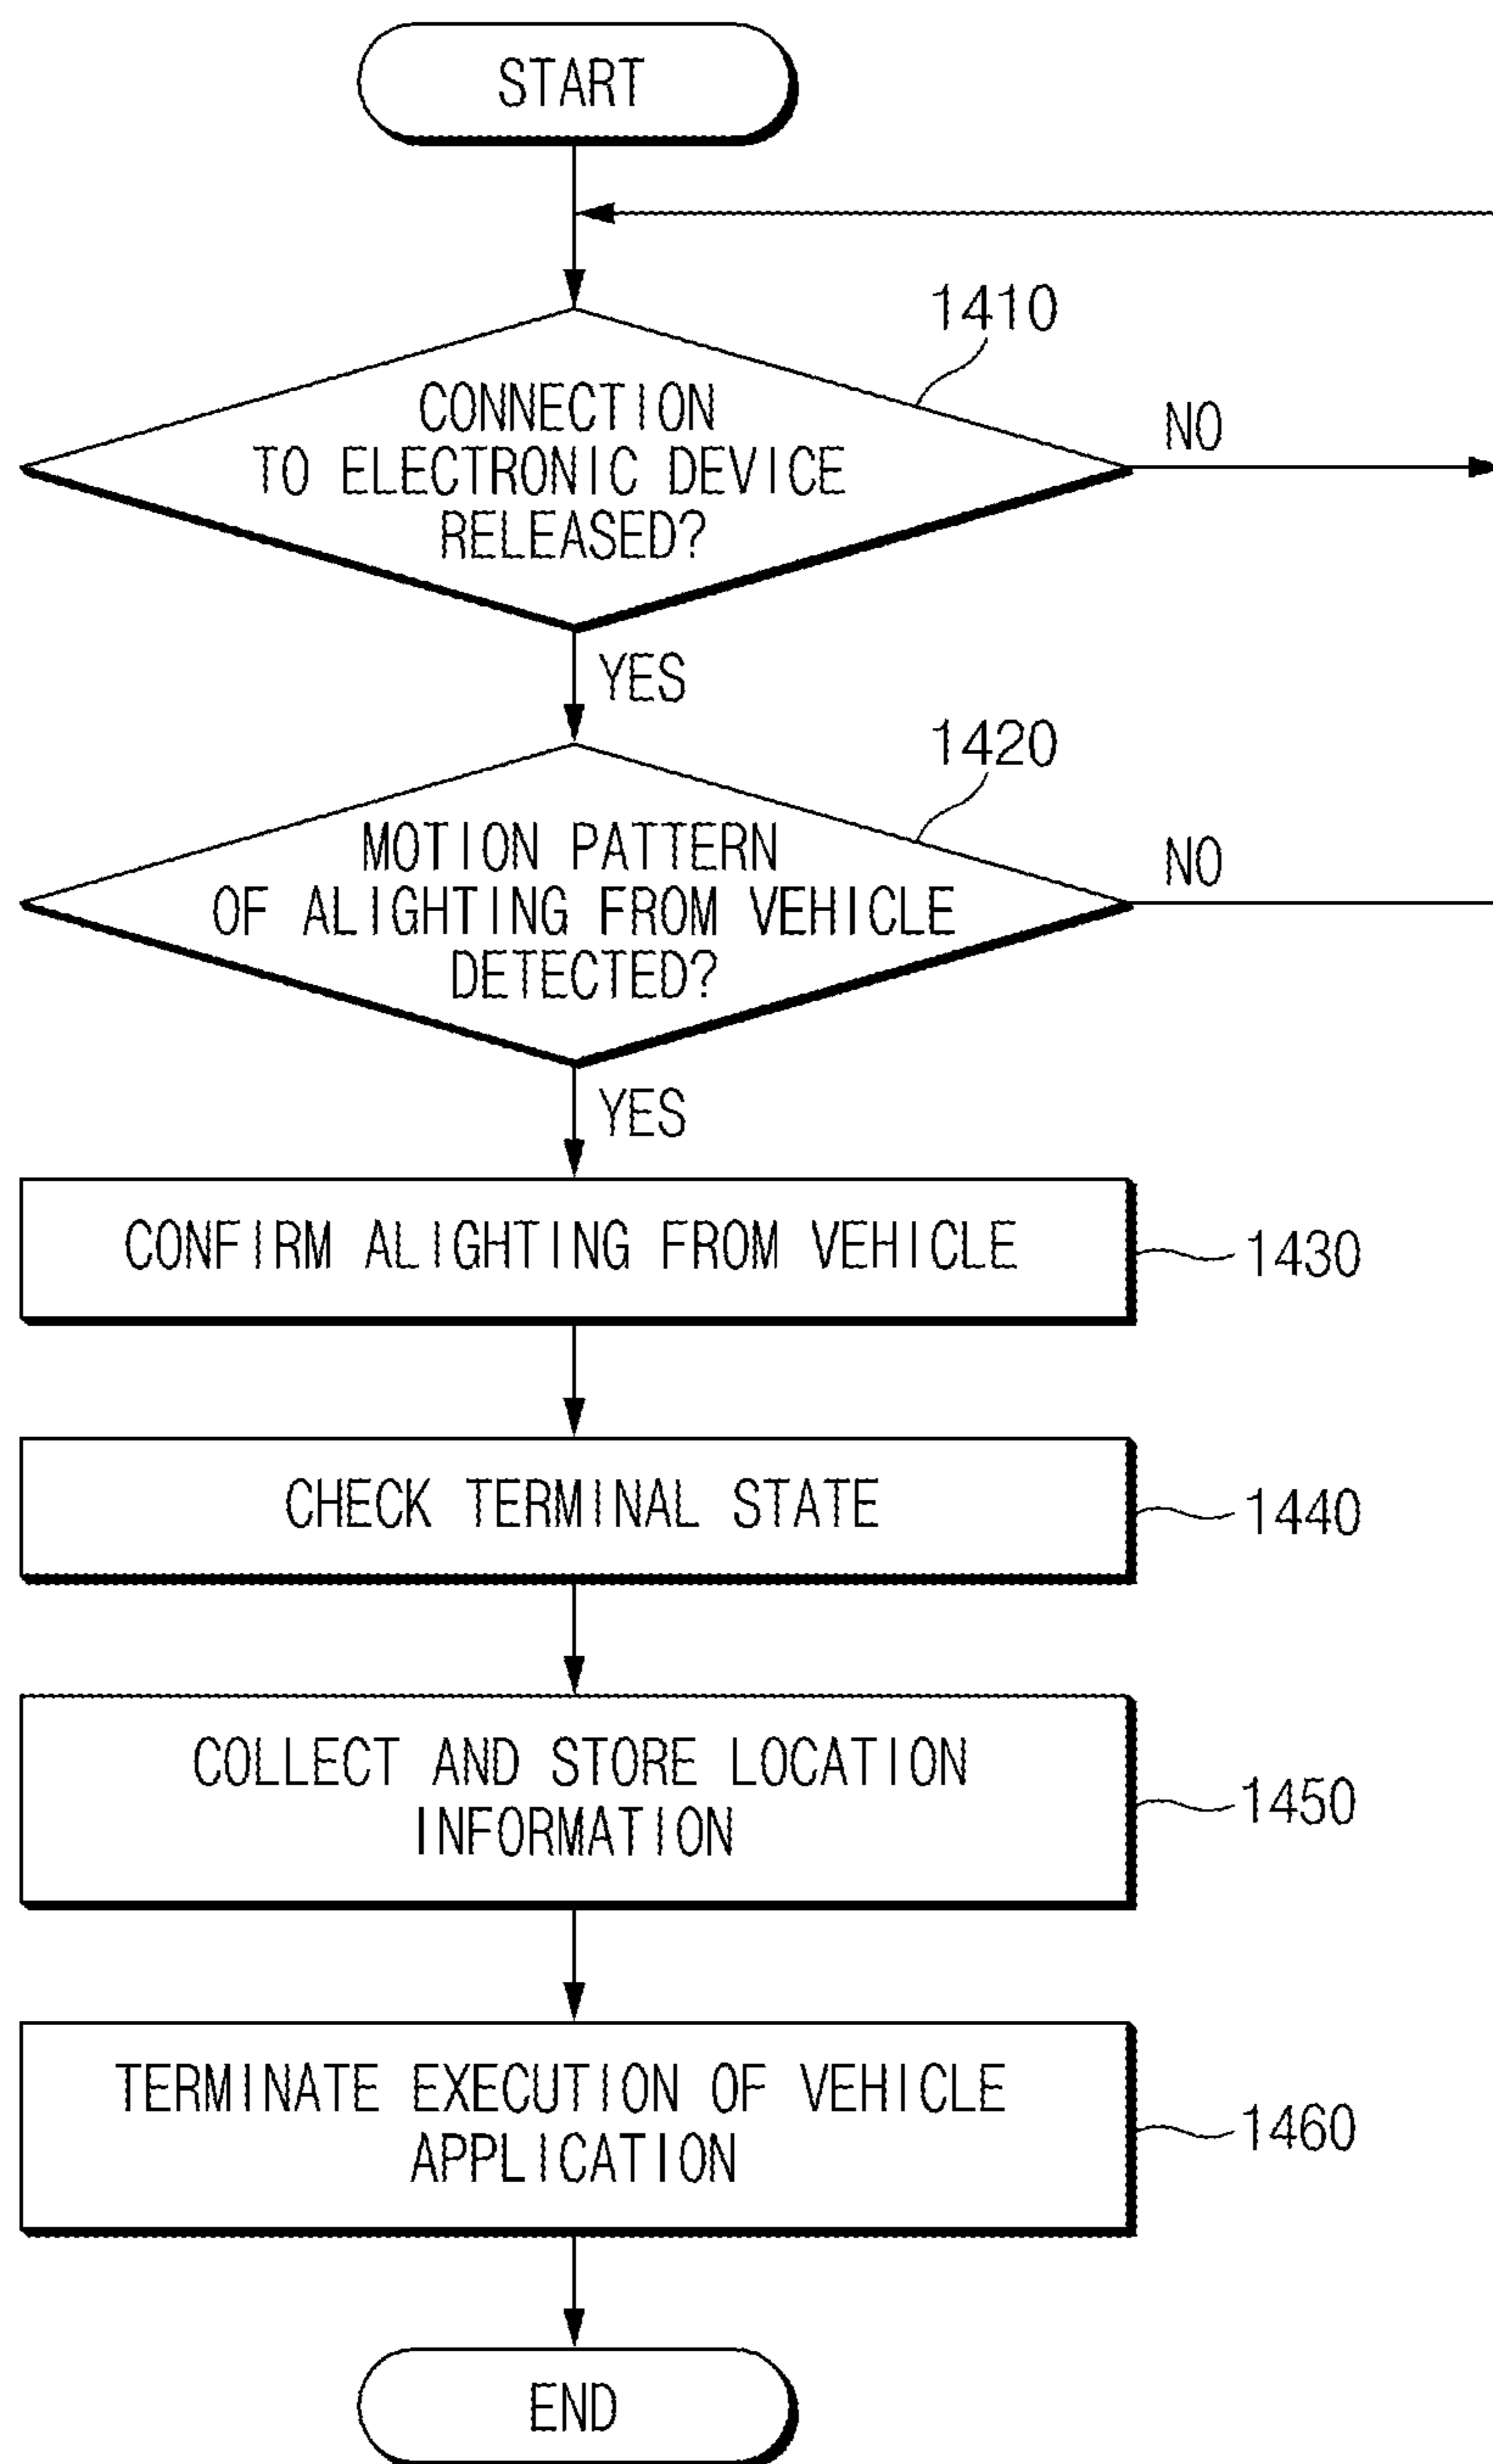 START
1410
CONNECTION
TO ELECTRONIC DEVICE
RELEASED?
NO
YES
1420
MOTION PATTERN
OF ALIGHTING FROM VEHICLE
DETECTED?
NO
YES
CONFIRM ALIGHTING FROM VEHICLE
1430
CHECK TERMINAL STATE
1440
COLLECT AND STORE LOCATION
INFORMATION
1450
TERMINATE EXECUTION OF VEHICLE
APPLICATION
1460
END